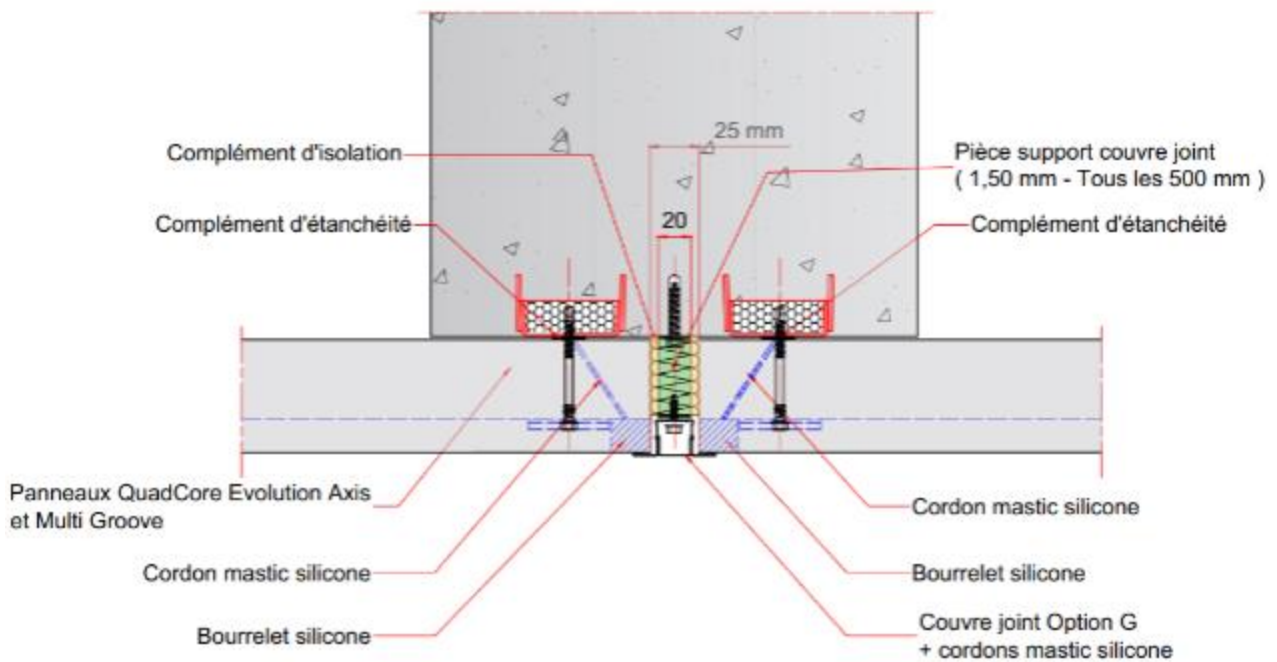 25 mm
Complément d'isolation
Pièce support couvre joint
( 1,50 mm - Tous les 500 mm )
Complément d'étanchéité
20
Complément d'étanchéité
Panneaux QuadCore Evolution Axis
et Multi Groove
Cordon mastic silicone
Cordon mastic silicone
Bourrelet silicone
Bourrelet silicone
Couvre joint Option G
+ cordons mastic silicone